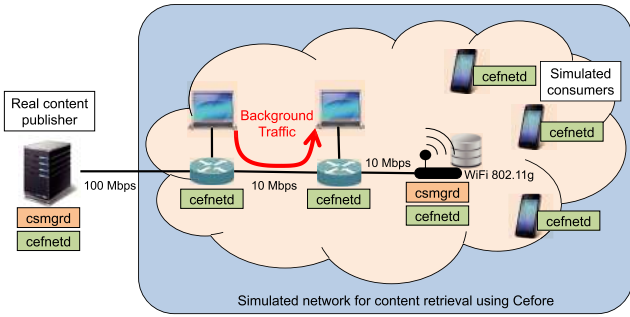 Real content
publisher
100 Mbps
csmgrd
cefnetd
Background
Traffic
cefnetd
10 Mbps
cefnetd
10 Mbps
WiFi 802.11g
csmgrd
cefnetd
cefnetd
Simulated
consumers
cefnetd
cefnetd
Simulated network for content retrieval using Cefore